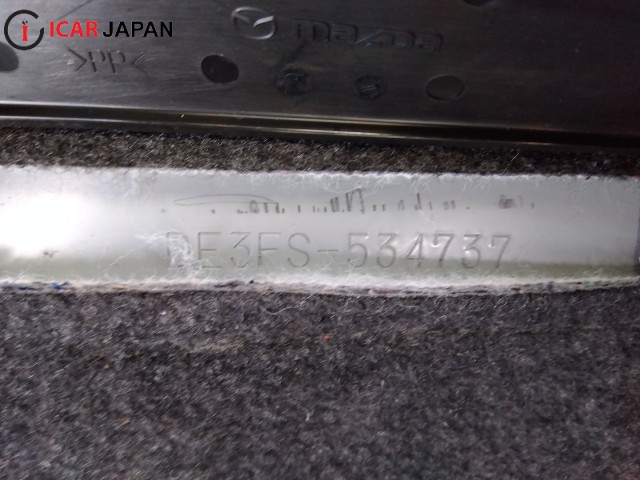 iCAR JAPAN
mazda
>PP<
DE3FS-534737